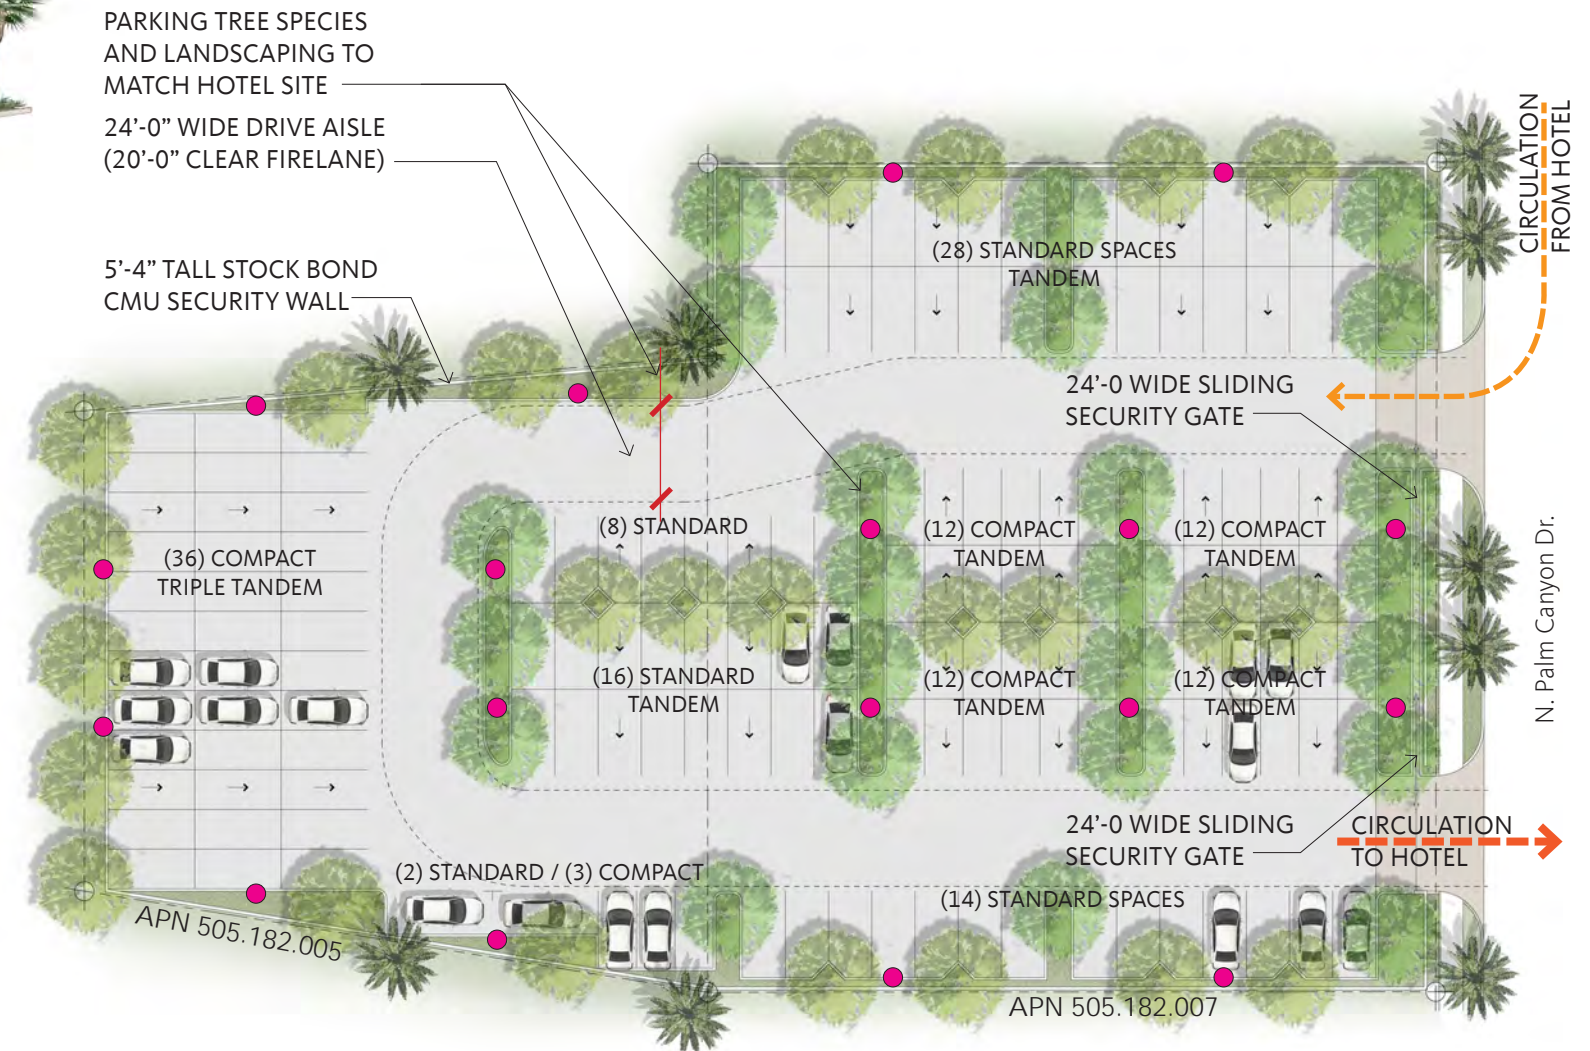 PARKING TREE SPECIES
AND LANDSCAPING TO
MATCH HOTEL SITE
24'-0" WIDE DRIVE AISLE
(20'-0" CLEAR FIRELANE)
5'-4" TALL STOCK BOND
CMU SECURITY WALL
CIRCULATION
FROM HOTEL
(28) STANDARD SPACES
TANDEM
24'-0 WIDE SLIDING
SECURITY GATE
(8) STANDARD
(12) COMPACT
TANDEM
(12) COMPACT
TANDEM
(36) COMPACT
TRIPLE TANDEM
N. Palm Canyon Dr.
(16) STANDARD
TANDEM
(12) COMPACT
TANDEM
(12) COMPACT
TANDEM
24'-0 WIDE SLIDING
SECURITY GATE
CIRCULATION
TO HOTEL
(2) STANDARD / (3) COMPACT
(14) STANDARD SPACES
APN 505.182.005
APN 505.182.007